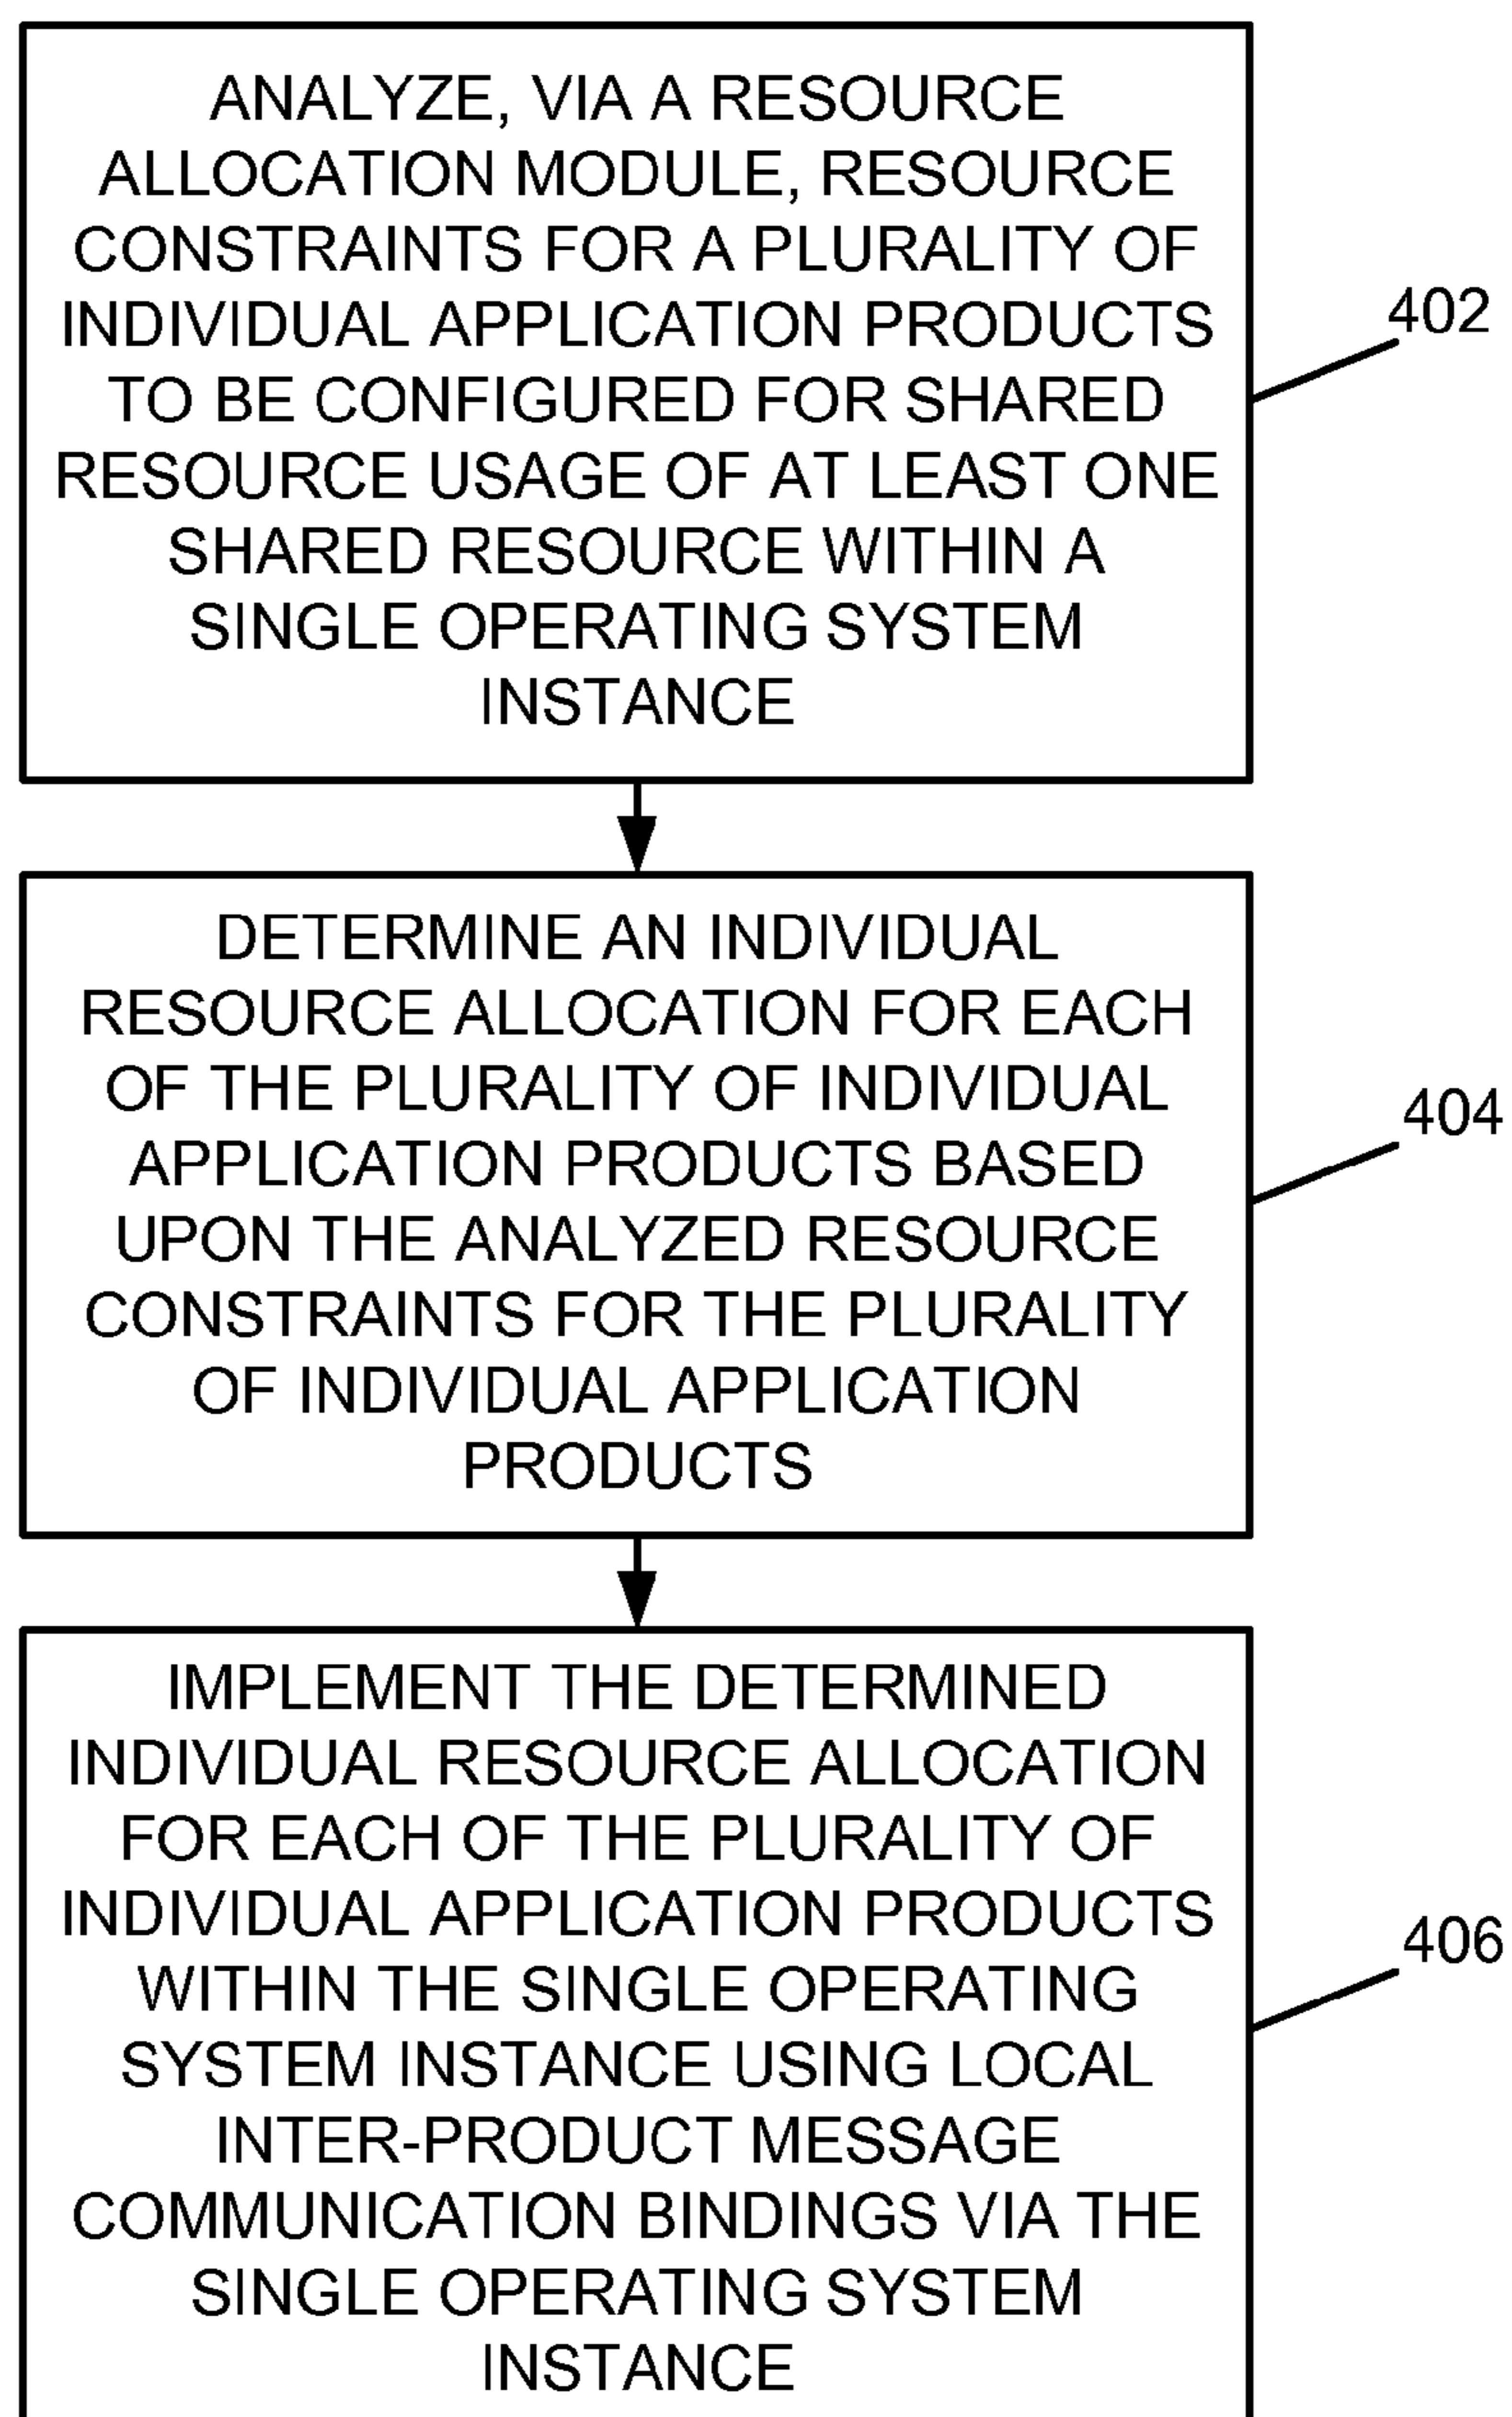 ANALYZE, VIA A RESOURCE
ALLOCATION MODULE, RESOURCE
CONSTRAINTS FOR A PLURALITY OF
INDIVIDUAL APPLICATION PRODUCTS
TO BE CONFIGURED FOR SHARED
RESOURCE USAGE OF AT LEAST ONE
SHARED RESOURCE WITHIN A
SINGLE OPERATING SYSTEM
INSTANCE
402
DETERMINE AN INDIVIDUAL
RESOURCE ALLOCATION FOR EACH
OF THE PLURALITY OF INDIVIDUAL
APPLICATION PRODUCTS BASED
UPON THE ANALYZED RESOURCE
CONSTRAINTS FOR THE PLURALITY
OF INDIVIDUAL APPLICATION
PRODUCTS
404
IMPLEMENT THE DETERMINED
INDIVIDUAL RESOURCE ALLOCATION
FOR EACH OF THE PLURALITY OF
INDIVIDUAL APPLICATION PRODUCTS
WITHIN THE SINGLE OPERATING
SYSTEM INSTANCE USING LOCAL
INTER-PRODUCT MESSAGE
COMMUNICATION BINDINGS VIA THE
SINGLE OPERATING SYSTEM
INSTANCE
406